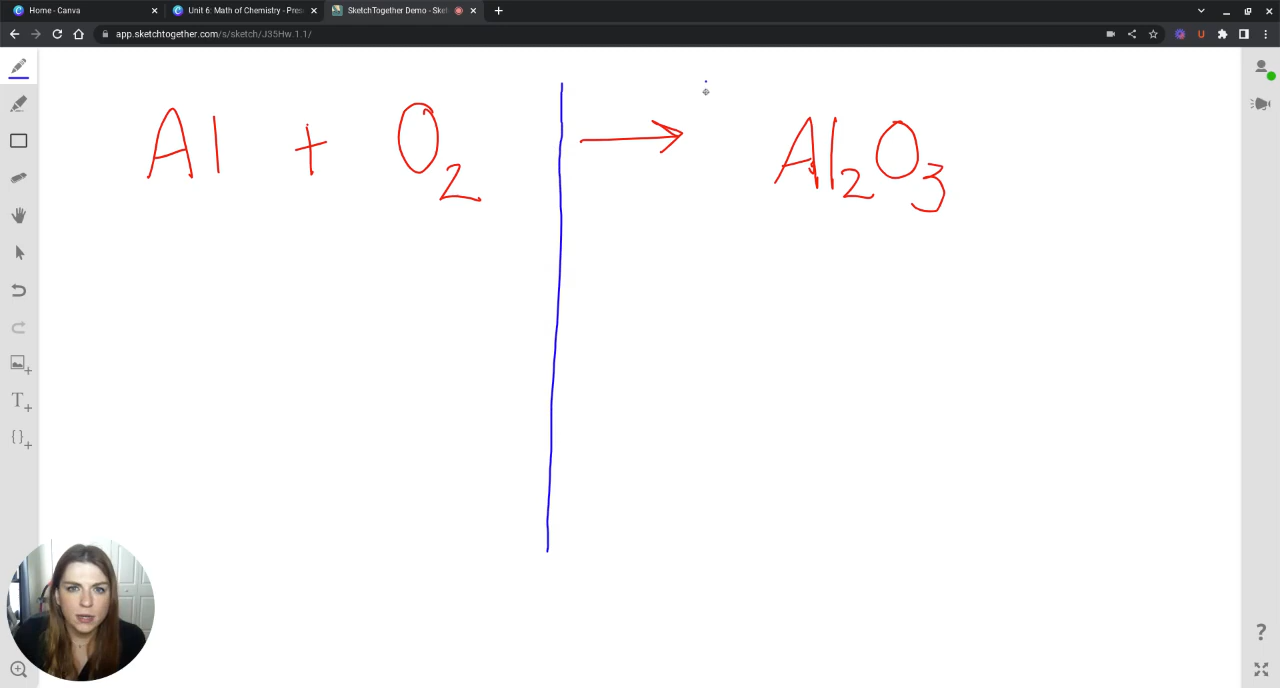 Home - Canva
Unit 6: Math of Chemistry - Pres
SketchTogether Demo - Ske
app.sketchtogether.com/s/sketch/J35Hw.1.1/
Al + O₂ → Al₂O₃